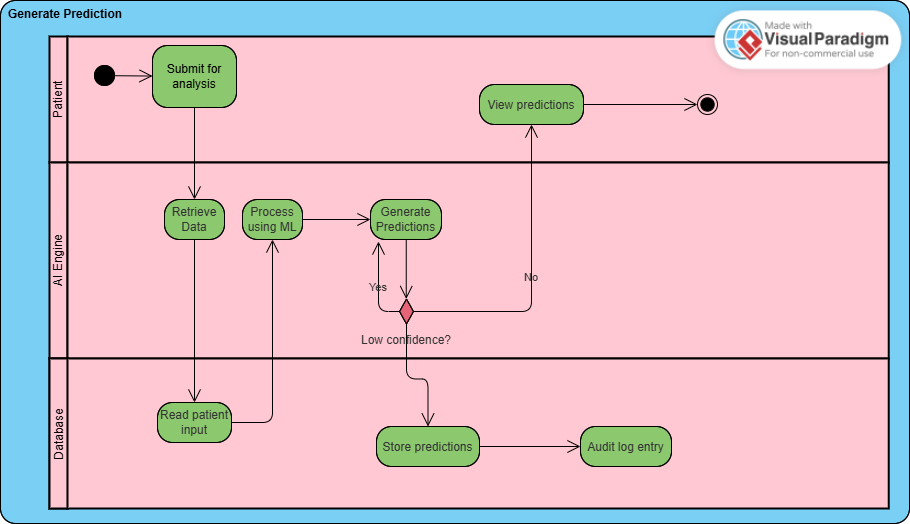 Generate Prediction
Made with
Visual Paradigm
For non-commercial use
Patient
Submit for
analysis
View predictions
AI Engine
Retrieve
Data
Process
using ML
Generate
Predictions
Yes
No
Low confidence?
Database
Read patient
input
Store predictions
Audit log entry